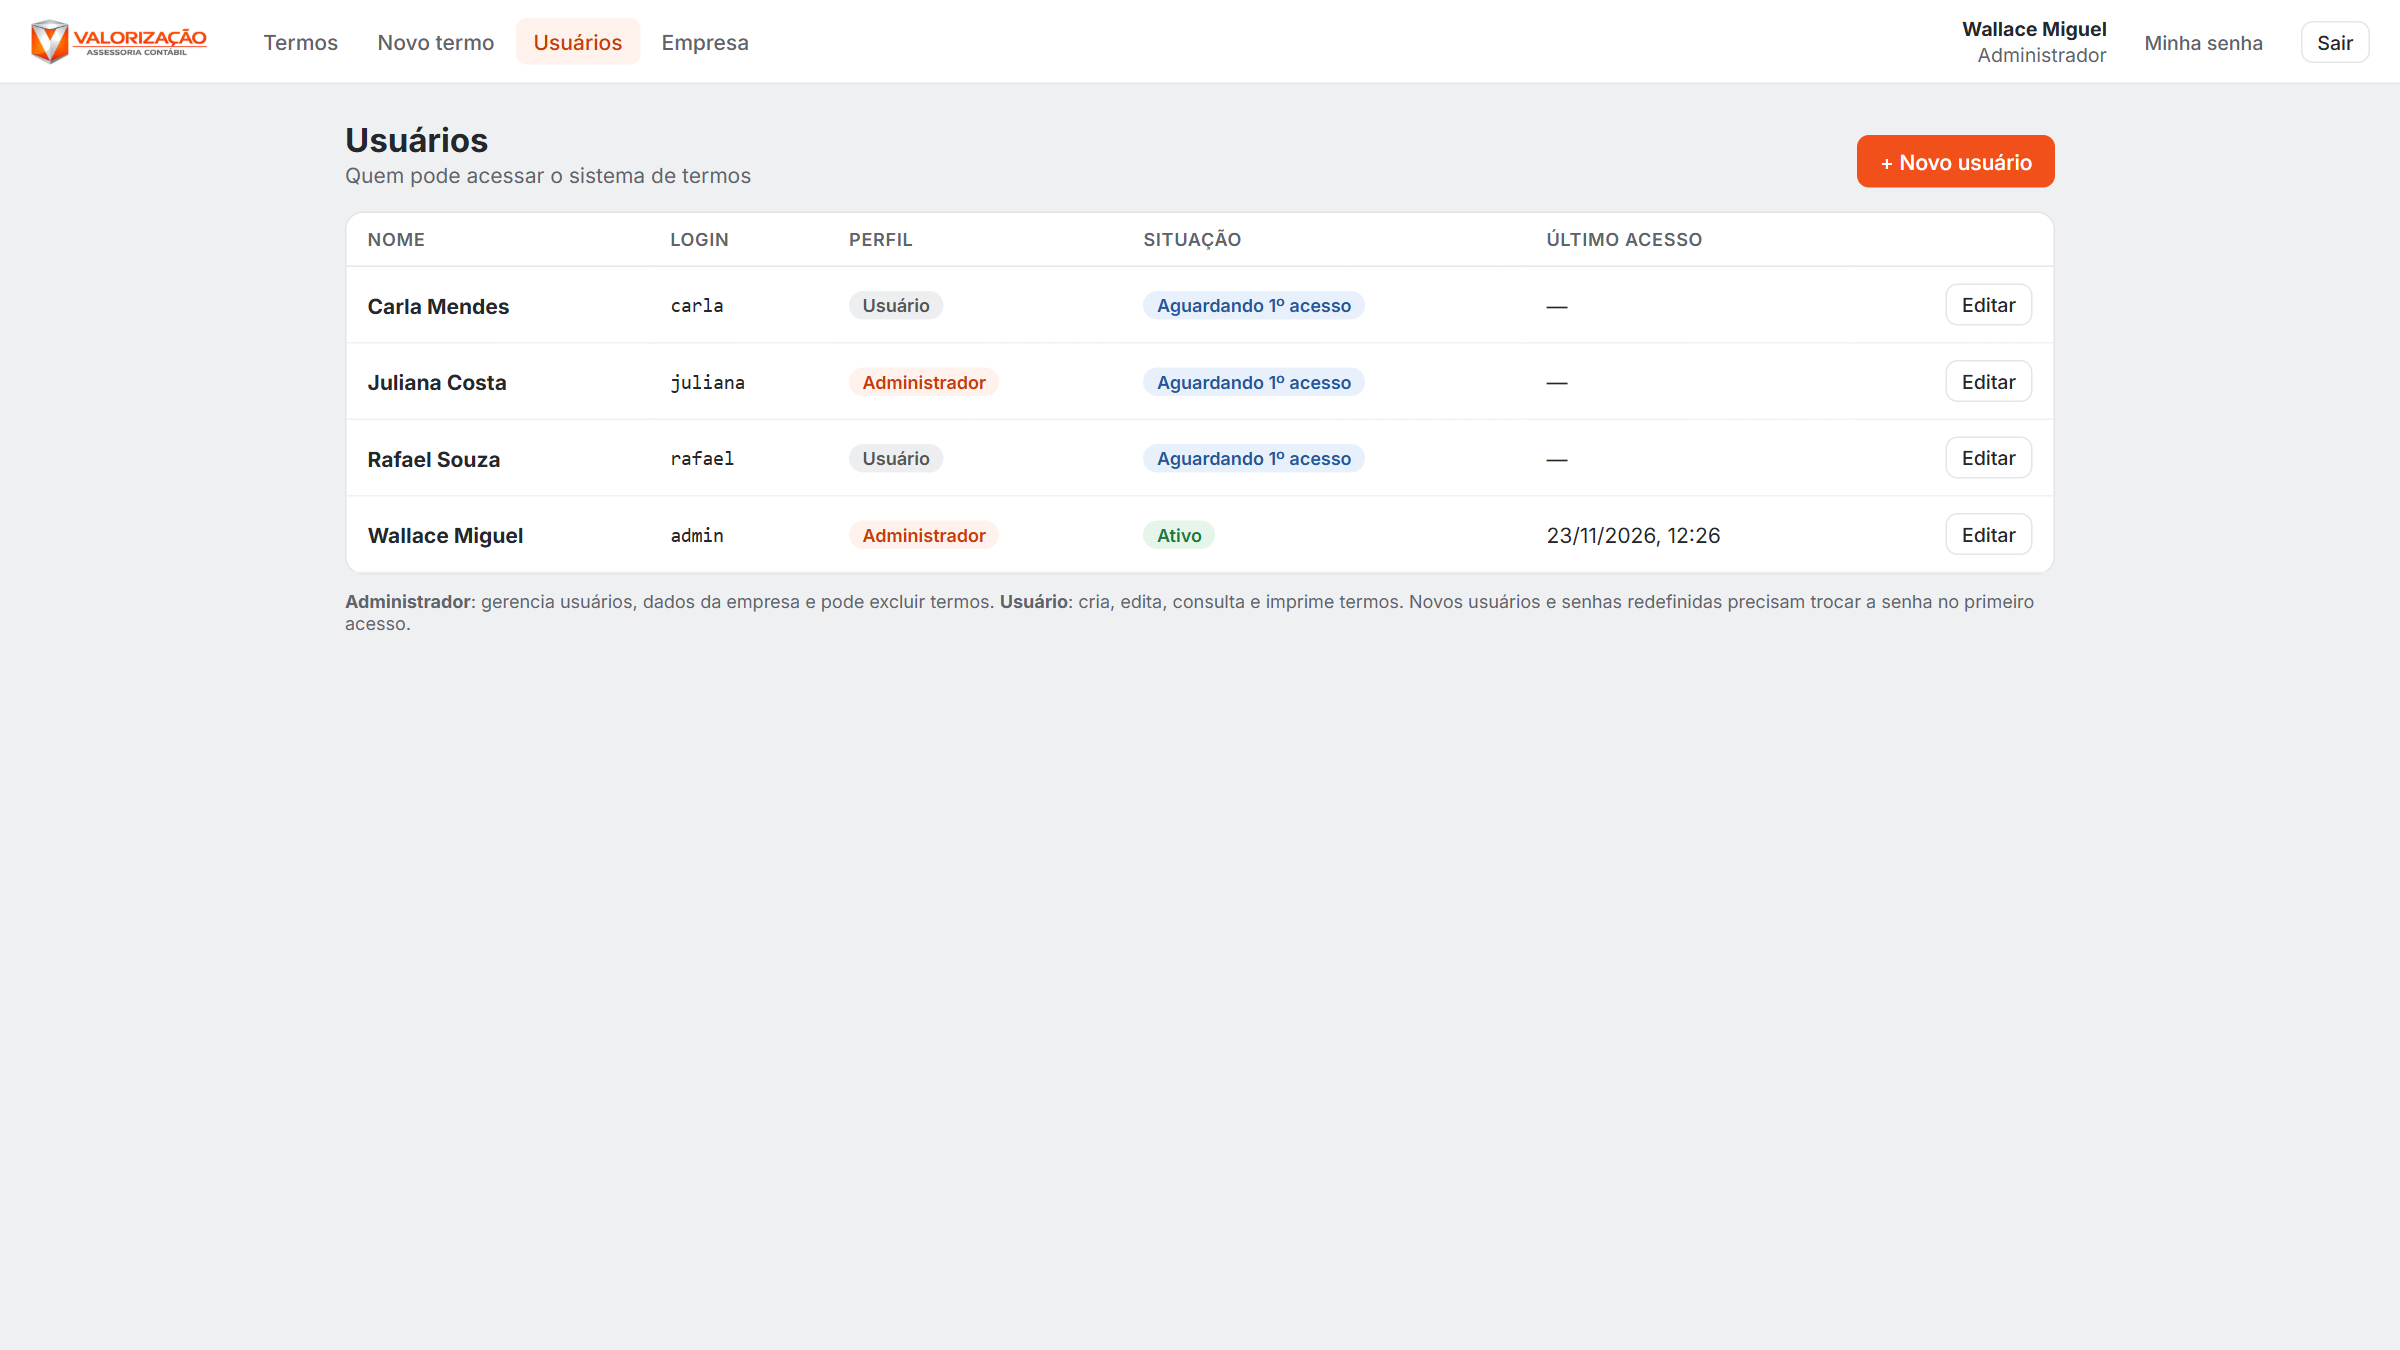 VALORIZAÇÃO
ASSESSORIA CONTÁBIL
Termos
Novo termo
Usuários
Empresa
Wallace Miguel
Administrador
Minha senha
Sair
Usuários
Quem pode acessar o sistema de termos
+ Novo usuário
NOME LOGIN PERFIL SITUAÇÃO ÚLTIMO ACESSO
Carla Mendes carla Usuário Aguardando 1º acesso — Editar
Juliana Costa juliana Administrador Aguardando 1º acesso — Editar
Rafael Souza rafael Usuário Aguardando 1º acesso — Editar
Wallace Miguel admin Administrador Ativo 23/11/2026, 12:26 Editar
Administrador: gerencia usuários, dados da empresa e pode excluir termos. Usuário: cria, edita, consulta e imprime termos. Novos usuários e senhas redefinidas precisam trocar a senha no primeiro
acesso.